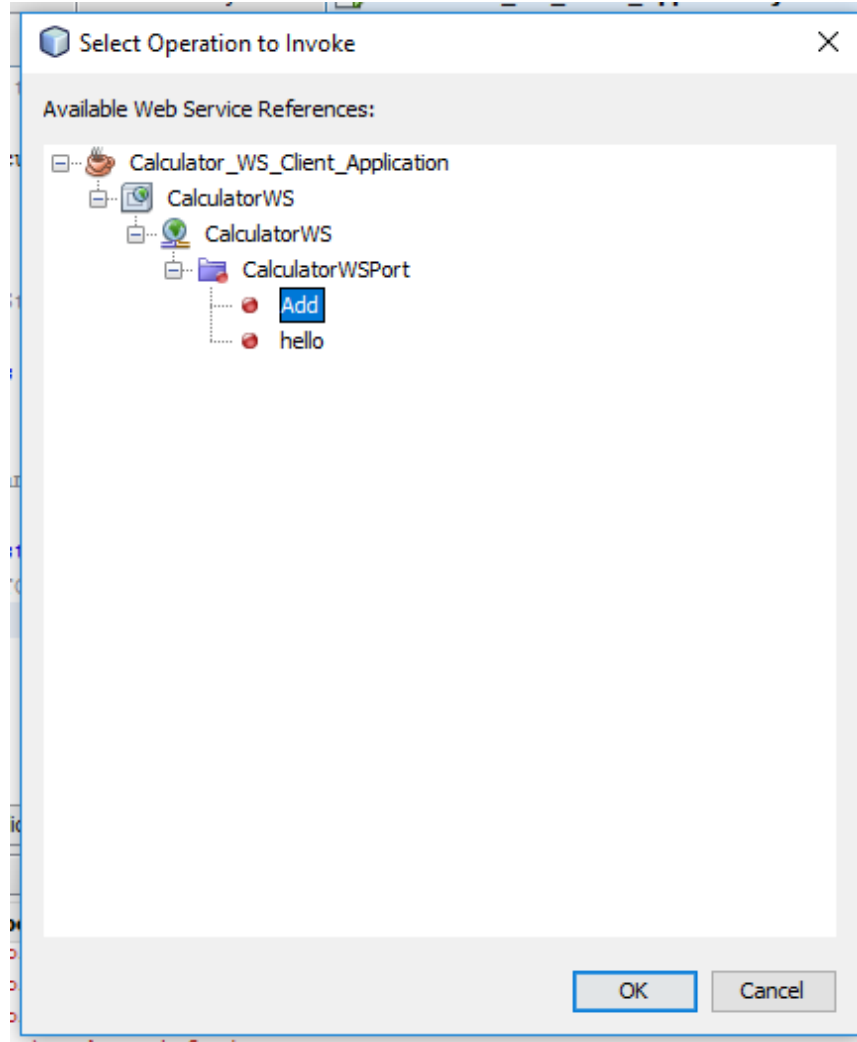 Select Operation to Invoke
Available Web Service References:
Calculator_WS_Client_Application
CalculatorWS
CalculatorWS
CalculatorWSPort
Add
hello
OK Cancel